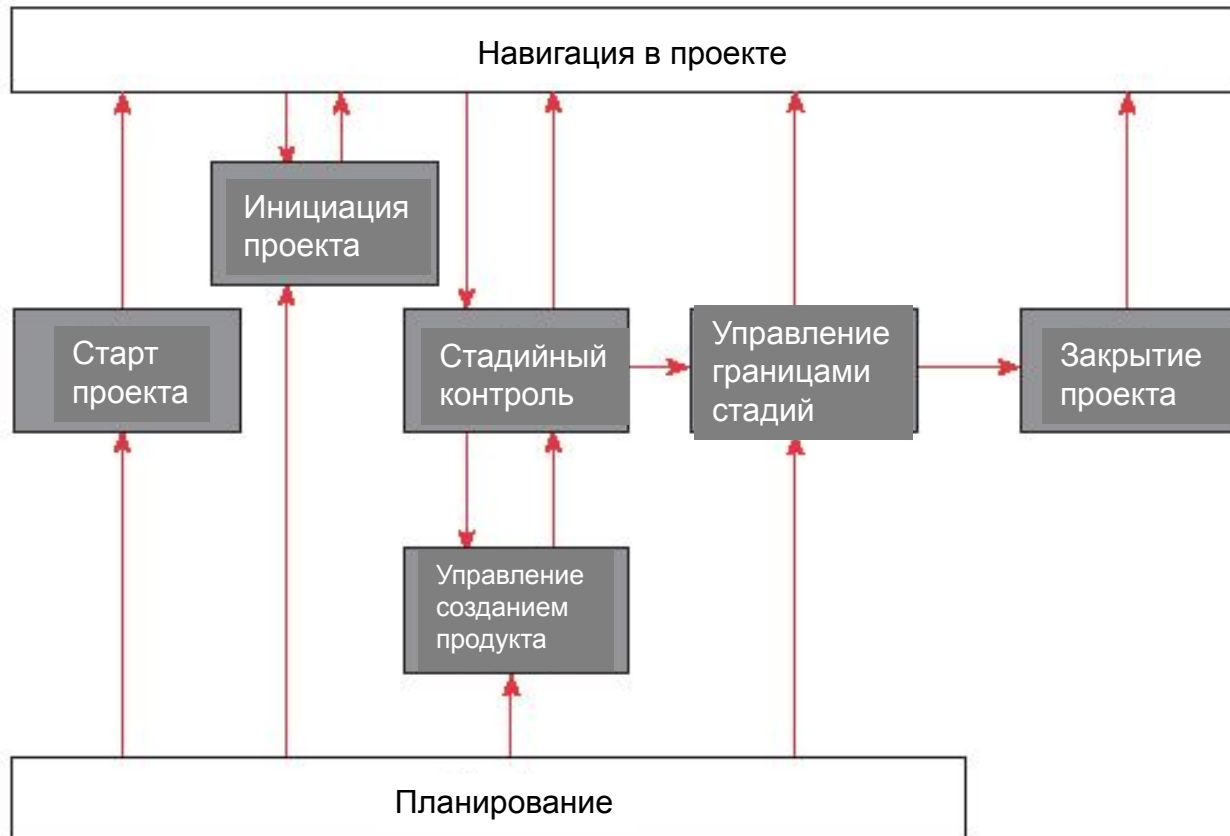 Навигация в проекте
Инициация
проекта
Старт
проекта
Стадийный
контроль
Управление
границами
стадий
Закрытие
проекта
Управление
созданием
продукта
Планирование